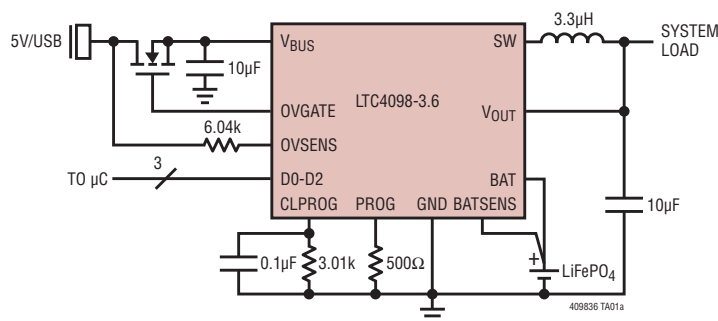 3.3µH
5V/USB
VBUS
SW
SYSTEM
LOAD
10µF
LTC4098-3.6
OVGATE
VOUT
6.04k
OVSENS
3
TO µC
D0-D2
BAT
CLPROG
PROG
GND
BATSENS
10µF
0.1µF
3.01k
500Ω
+
LiFePO4
409836 TA01a